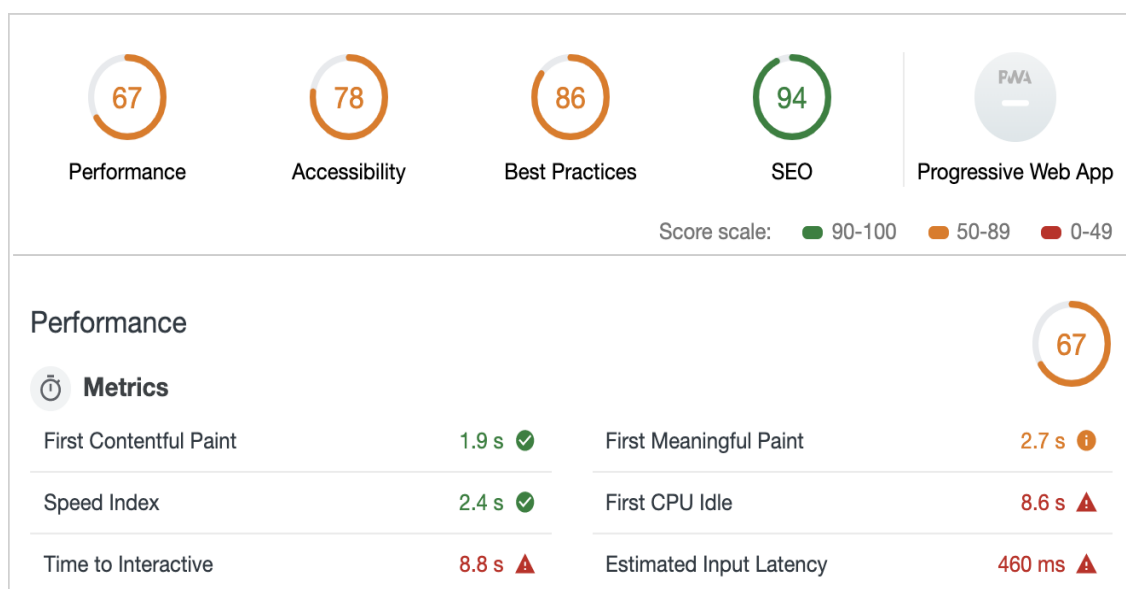 67 78 86 94 PWA
Performance Accessibility Best Practices SEO Progressive Web App
Score scale: 90-100 50-89 0-49
Performance 67
Metrics
First Contentful Paint 1.9 s First Meaningful Paint 2.7 s
Speed Index 2.4 s First CPU Idle 8.6 s
Time to Interactive 8.8 s Estimated Input Latency 460 ms